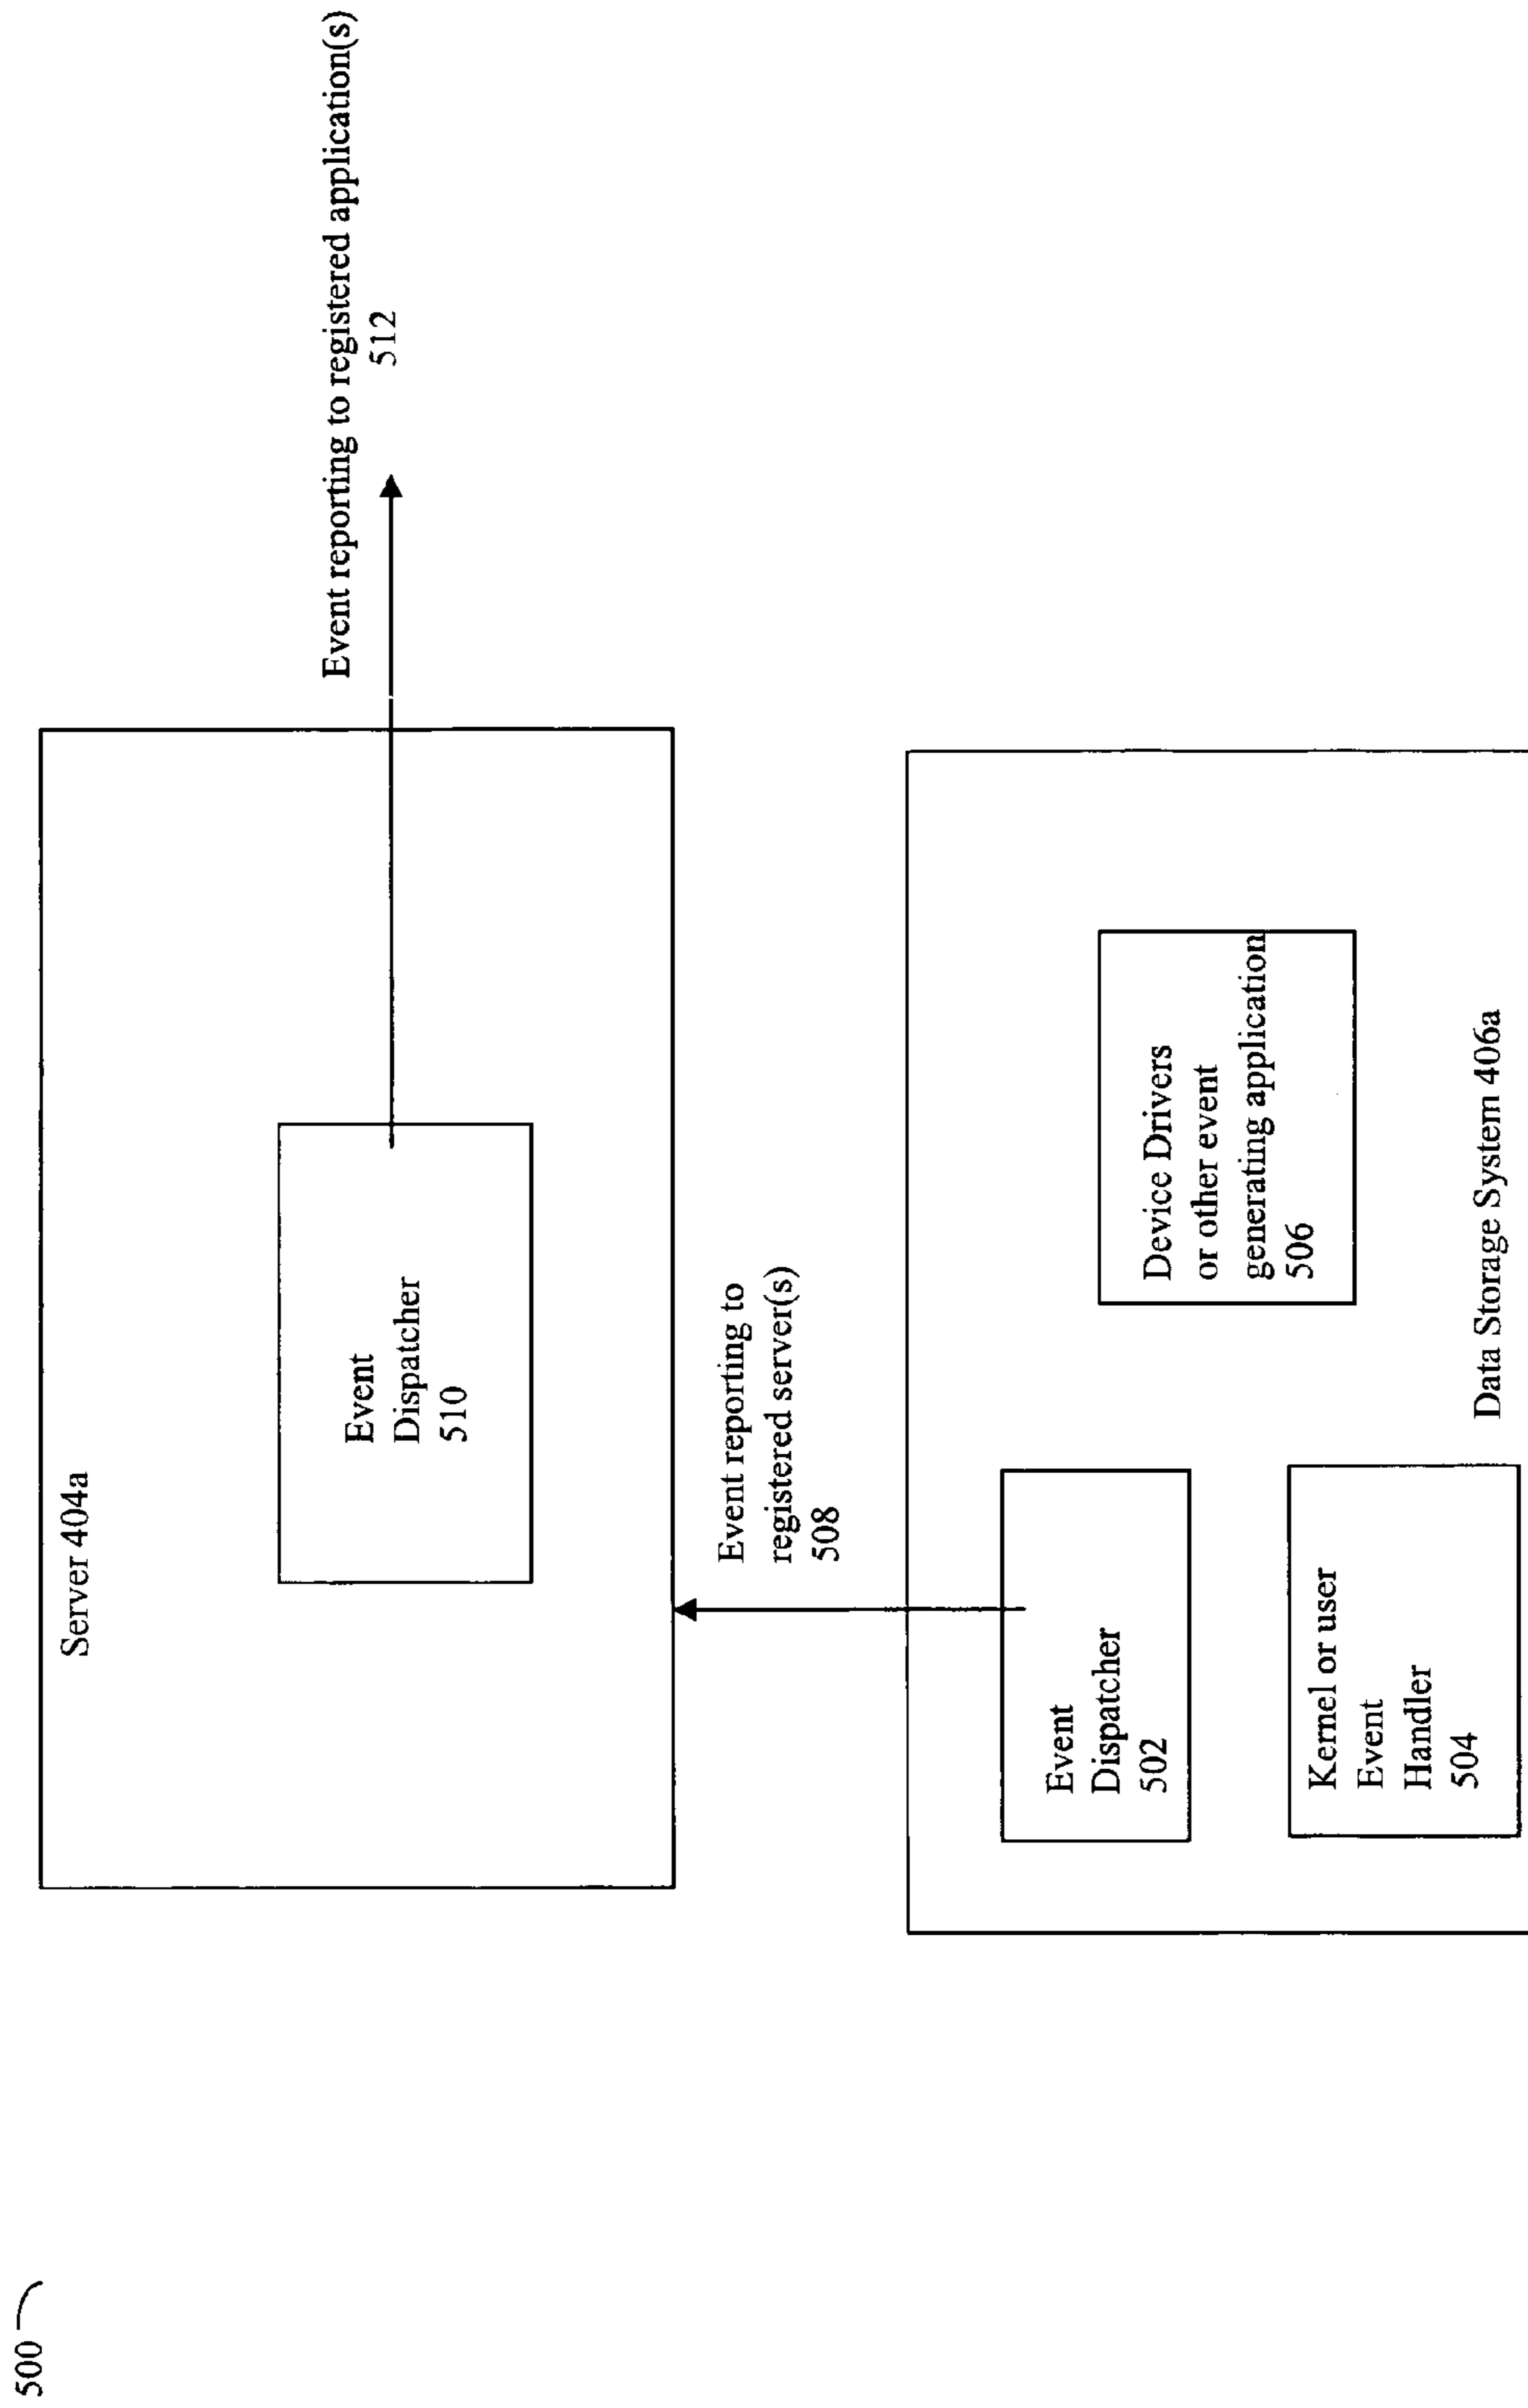 500
Server 404a
Event
Dispatcher
510
Event reporting to registered application(s)
512
Event reporting to
registered server(s)
508
Event
Dispatcher
502
Kernel or user
Event
Handler
504
Device Drivers
or other event
generating application
506
Data Storage System 406a